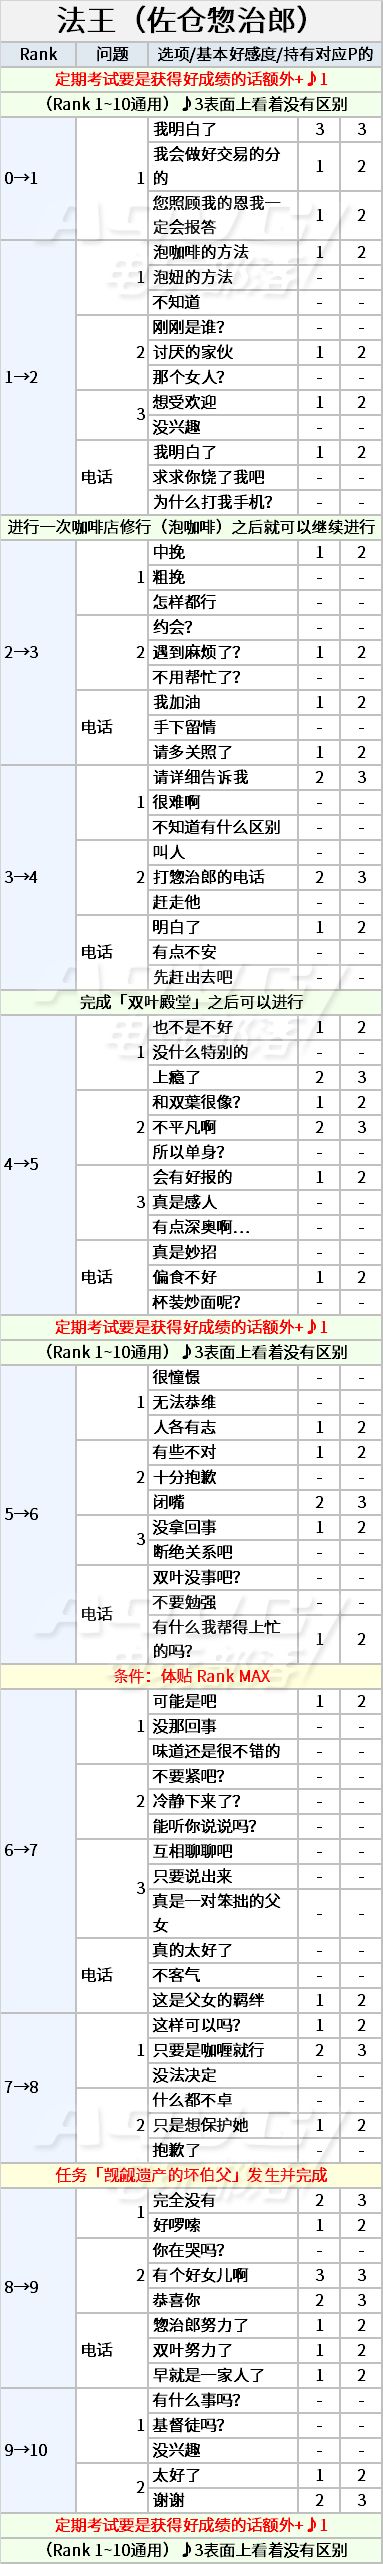 法王（佐仓惣治郎）
Rank 问题 选项/基本好感度/持有对应P的
定期考试要是获得好成绩的话额外+♪1
（Rank 1~10通用）♪3表面上看着没有区别
0→1 1 我明白了 3 3
我会做好交易的分
的 1 2
您照顾我的恩我一
定会报答 1 2
1→2 1 泡咖啡的方法 1 2
泡妞的方法 - -
不知道 - -
2 刚刚是谁? - -
讨厌的家伙 1 2
那个女人? - -
3 想受欢迎 1 2
没兴趣 - -
电话 我明白了 1 2
求求你饶了我吧 - -
为什么打我手机? - -
进行一次咖啡店修行（泡咖啡）之后就可以继续进行
2→3 1 中挽 1 2
粗挽 - -
怎样都行 - -
2 约会? - -
遇到麻烦了? 1 2
不用帮忙了? - -
电话 我加油 1 2
手下留情 - -
请多关照了 1 2
3→4 1 请详细告诉我 2 3
很难啊 - -
不知道有什么区别 - -
2 叫人 - -
打惣治郎的电话 2 3
赶走他 - -
电话 明白了 1 2
有点不安 - -
先赶出去吧 - -
完成「双叶殿堂」之后可以进行
4→5 1 也不是不好 1 2
没什么特别的 - -
上瘾了 2 3
2 和双葉很像? 1 2
不平凡啊 2 3
所以单身? - -
3 会有好报的 1 2
真是感人 - -
有点深奥啊... - -
电话 真是妙招 - -
偏食不好 1 2
杯装炒面呢? - -
定期考试要是获得好成绩的话额外+♪1
（Rank 1~10通用）♪3表面上看着没有区别
5→6 1 很憧憬 - -
无法恭维 - -
人各有志 1 2
2 有些不对 1 2
十分抱歉 - -
闭嘴 2 3
3 没拿回事 1 2
断绝关系吧 - -
电话 双叶没事吧? - -
不要勉强 - -
有什么我帮得上忙
的吗? 1 2
条件：体贴 Rank MAX
6→7 1 可能是吧 1 2
没那回事 - -
味道还是很不错的 - -
2 不要紧吧? - -
冷静下来了? - -
能听你说说吗? - -
3 互相聊聊吧 - -
只要说出来 - -
真是一对笨拙的父
女 - -
电话 真的太好了 - -
不客气 - -
这是父女的羁绊 1 2
7→8 1 这样可以吗? 1 2
只要是咖喱就行 2 3
没法决定 - -
2 什么都不卓 - -
只是想保护她 1 2
抱歉了 - -
任务「觊觎遗产的坏伯父」发生并完成
8→9 1 完全没有 2 3
好啰嗦 1 2
2 你在哭吗? - -
有个好女儿啊 3 3
恭喜你 2 3
电话 惣治郎努力了 1 2
双叶努力了 1 2
早就是一家人了 1 2
9→10 1 有什么事吗? - -
基督徒吗? - -
没兴趣 - -
2 太好了 1 2
谢谢 2 3
定期考试要是获得好成绩的话额外+♪1
（Rank 1~10通用）♪3表面上看着没有区别